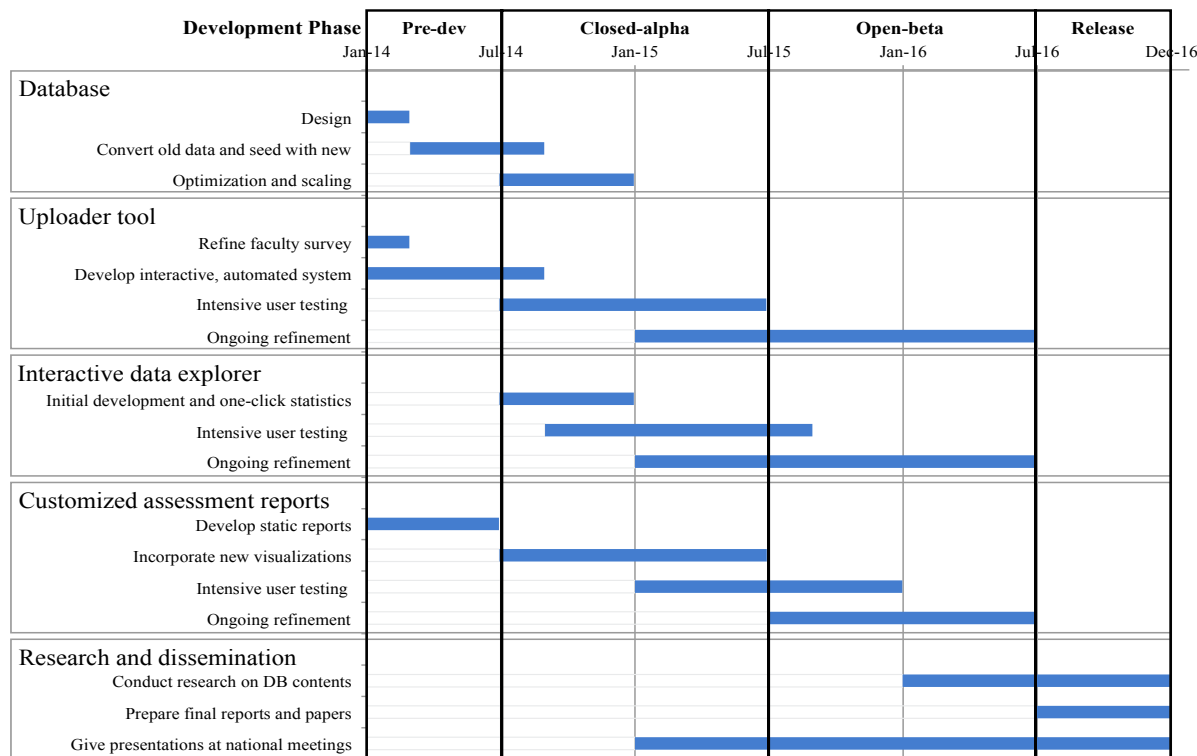 Development Phase Pre-dev Closed-alpha Open-beta Release
Jan-14 Jul-14 Jan-15 Jul-15 Jan-16 Jul-16 Dec-16
Database
Design
Convert old data and seed with new
Optimization and scaling
Uploader tool
Refine faculty survey
Develop interactive, automated system
Intensive user testing
Ongoing refinement
Interactive data explorer
Initial development and one-click statistics
Intensive user testing
Ongoing refinement
Customized assessment reports
Develop static reports
Incorporate new visualizations
Intensive user testing
Ongoing refinement
Research and dissemination
Conduct research on DB contents
Prepare final reports and papers
Give presentations at national meetings